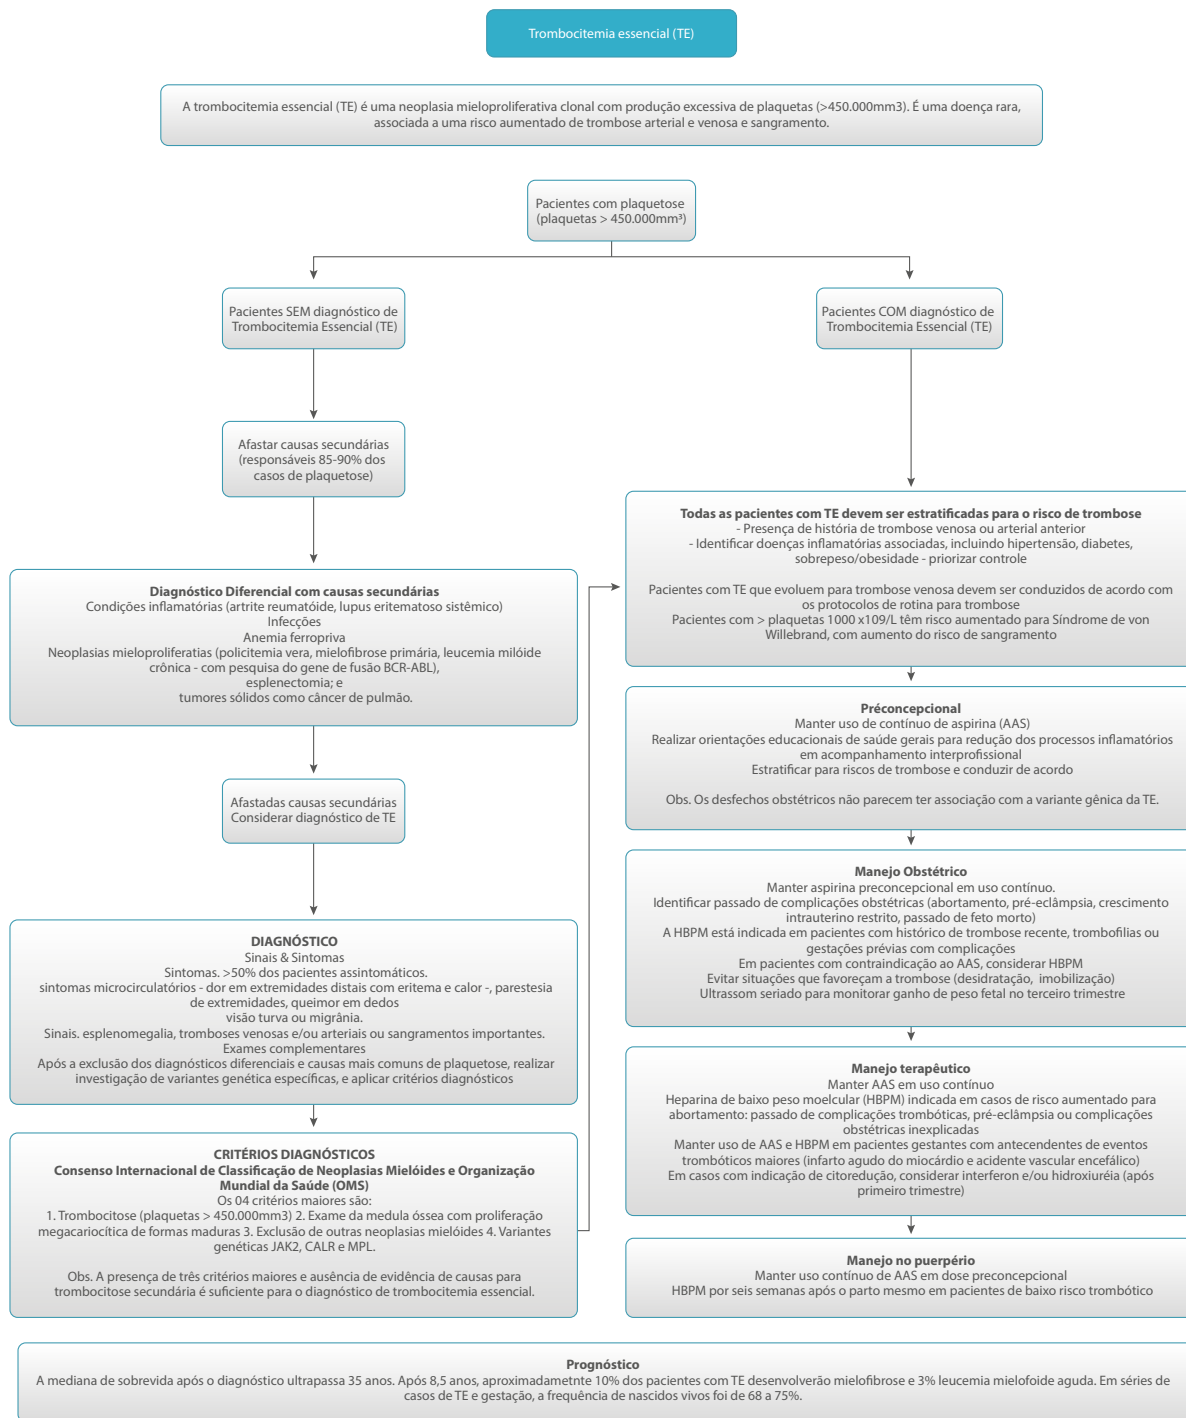 Trombocitemia essencial (TE)
A trombocitemia essencial (TE) é uma neoplasia mieloproliferativa clonal com produção excessiva de plaquetas (>450.000mm3). É uma doença rara,
associada a uma risco aumentado de trombose arterial e venosa e sangramento.
Pacientes com plaquetose
(plaquetas > 450.000mm³)
Pacientes SEM diagnóstico de
Trombocitemia Essencial (TE)
Afastar causas secundárias
(responsáveis 85-90% dos
casos de plaquetose)
Diagnóstico Diferencial com causas secundárias
Condições inflamatórias (artrite reumatóide, lupus eritematoso sistêmico)
Infecções
Anemia ferropriva
Neoplasias mieloproliferatias (policitemia vera, mielofibrose primária, leucemia milóide
crônica - com pesquisa do gene de fusão BCR-ABL),
esplenectomia; e
tumores sólidos como câncer de pulmão.
Afastadas causas secundárias
Considerar diagnóstico de TE
DIAGNÓSTICO
Sinais & Sintomas
Sintomas. >50% dos pacientes assintomáticos.
sintomas microcirculatórios - dor em extremidades distais com eritema e calor -, parestesia
de extremidades, queimor em dedos
visão turva ou migrânia.
Sinais. esplenomegalia, tromboses venosas e/ou arteriais ou sangramentos importantes.
Exames complementares
Após a exclusão dos diagnósticos diferenciais e causas mais comuns de plaquetose, realizar
investigação de variantes genética específicas, e aplicar critérios diagnósticos
CRITÉRIOS DIAGNÓSTICOS
Consenso Internacional de Classificação de Neoplasias Mielóides e Organização
Mundial da Saúde (OMS)
Os 04 critérios maiores são:
1. Trombocitose (plaquetas > 450.000mm3) 2. Exame da medula óssea com proliferação
megacariocítica de formas maduras 3. Exclusão de outras neoplasias mielóides 4. Variantes
genéticas JAK2, CALR e MPL.
Obs. A presença de três critérios maiores e ausência de evidência de causas para
trombocitose secundária é suficiente para o diagnóstico de trombocitemia essencial.
Pacientes COM diagnóstico de
Trombocitemia Essencial (TE)
Todas as pacientes com TE devem ser estratificadas para o risco de trombose
- Presença de história de trombose venosa ou arterial anterior
- Identificar doenças inflamatórias associadas, incluindo hipertensão, diabetes,
sobrepeso/obesidade - priorizar controle
Pacientes com TE que evoluem para trombose venosa devem ser conduzidos de acordo com
os protocolos de rotina para trombose
Pacientes com > plaquetas 1000 x109/L têm risco aumentado para Síndrome de von
Willebrand, com aumento do risco de sangramento
Préconcepcional
Manter uso de contínuo de aspirina (AAS)
Realizar orientações educacionais de saúde gerais para redução dos processos inflamatórios
em acompanhamento interprofissional
Estratificar para riscos de trombose e conduzir de acordo
Obs. Os desfechos obstétricos não parecem ter associação com a variante gênica da TE.
Manejo Obstétrico
Manter aspirina preconcepcional em uso contínuo.
Identificar passado de complicações obstétricas (abortamento, pré-eclâmpsia, crescimento
intrauterino restrito, passado de feto morto)
A HBPM está indicada em pacientes com histórico de trombose recente, trombofilias ou
gestações prévias com complicações
Em pacientes com contraindicação ao AAS, considerar HBPM
Evitar situações que favoreçam a trombose (desidratação, imobilização)
Ultrassom seriado para monitorar ganho de peso fetal no terceiro trimestre
Manejo terapêutico
Manter AAS em uso contínuo
Heparina de baixo peso moelcular (HBPM) indicada em casos de risco aumentado para
abortamento: passado de complicações trombóticas, pré-eclâmpsia ou complicações
obstétricas inexplicadas
Manter uso de AAS e HBPM em pacientes gestantes com antecedentes de eventos
trombóticos maiores (infarto agudo do miocárdio e acidente vascular encefálico)
Em casos com indicação de citoredução, considerar interferon e/ou hidroxiuréia (após
primeiro trimestre)
Manejo no puerpério
Manter uso contínuo de AAS em dose preconcepcional
HBPM por seis semanas após o parto mesmo em pacientes de baixo risco trombótico
Prognóstico
A mediana de sobrevida após o diagnóstico ultrapassa 35 anos. Após 8,5 anos, aproximadametnte 10% dos pacientes com TE desenvolverão mielofibrose e 3% leucemia mielofoide aguda. Em séries de
casos de TE e gestação, a frequência de nascidos vivos foi de 68 a 75%.